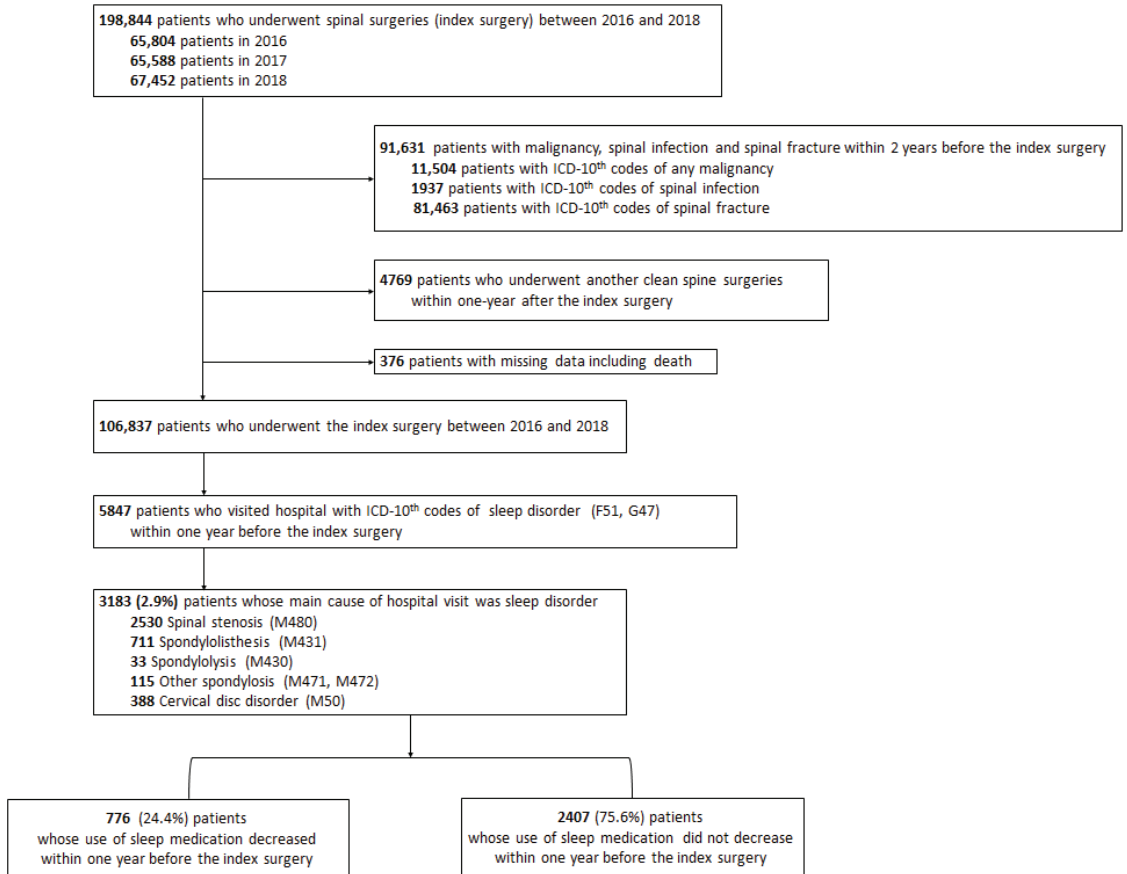 198,844 patients who underwent spinal surgeries (index surgery) between 2016 and 2018
65,804 patients in 2016
65,588 patients in 2017
67,452 patients in 2018
91,631 patients with malignancy, spinal infection and spinal fracture within 2 years before the index surgery
11,504 patients with ICD-10th codes of any malignancy
1937 patients with ICD-10th codes of spinal infection
81,463 patients with ICD-10th codes of spinal fracture
4769 patients who underwent another clean spine surgeries
within one-year after the index surgery
376 patients with missing data including death
106,837 patients who underwent the index surgery between 2016 and 2018
5847 patients who visited hospital with ICD-10th codes of sleep disorder (F51, G47)
within one year before the index surgery
3183 (2.9%) patients whose main cause of hospital visit was sleep disorder
2530 Spinal stenosis (M480)
711 Spondylolisthesis (M431)
33 Spondylolysis (M430)
115 Other spondylosis (M471, M472)
388 Cervical disc disorder (M50)
776 (24.4%) patients
whose use of sleep medication decreased
within one year before the index surgery
2407 (75.6%) patients
whose use of sleep medication did not decrease
within one year before the index surgery